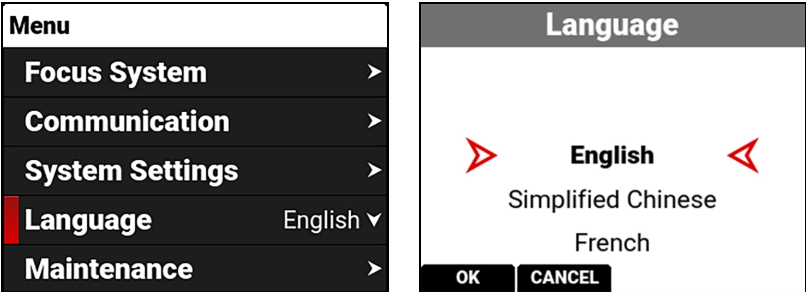 Menu
Focus System
Communication
System Settings
Language English
Maintenance
Language
English
Simplified Chinese
French
OK CANCEL